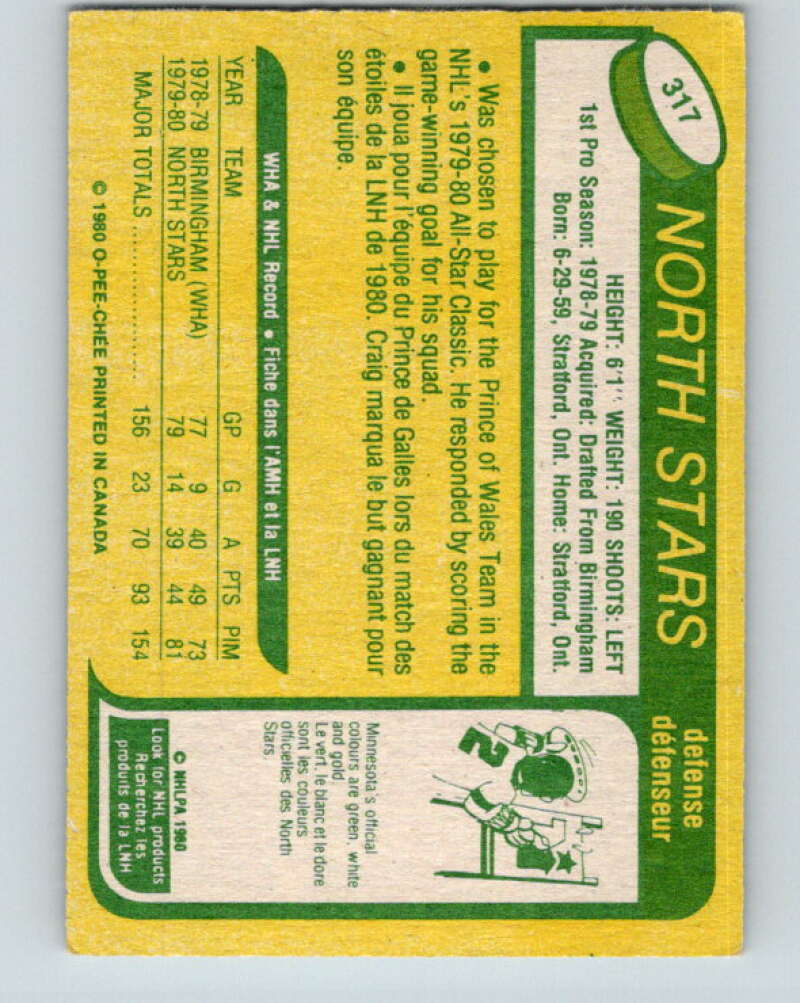 317
NORTH STARS
defense
défenseur
HEIGHT: 6'1'' WEIGHT: 190 SHOOTS: LEFT
1st Pro Season: 1978-79 Acquired: Drafted From Birmingham
Born: 6-29-59, Stratford, Ont. Home: Stratford, Ont.
• Was chosen to play for the Prince of Wales Team in the
NHL's 1979-80 All-Star Classic. He responded by scoring the
game-winning goal for his squad.
• Il joua pour l'équipe du Prince de Galles lors du match des
étoiles de la LNH de 1980. Craig marqua le but gagnant pour
son équipe.
WHA & NHL Record • Fiche dans l'AMH et la LNH
YEAR TEAM GP G A PTS PIM
1978-79 BIRMINGHAM (WHA) 77 9 40 49 73
1979-80 NORTH STARS 79 14 39 44 81
MAJOR TOTALS .................. 156 23 70 93 154
© 1980 O-PEE-CHEE PRINTED IN CANADA
2
Minnesota's official
colours are green, white
and gold.
Le vert, le blanc et le dore
sont les couleurs
officielles des North
Stars.
© NHLPA 1980
Look for NHL products
Recherchez les
produits de la LNH